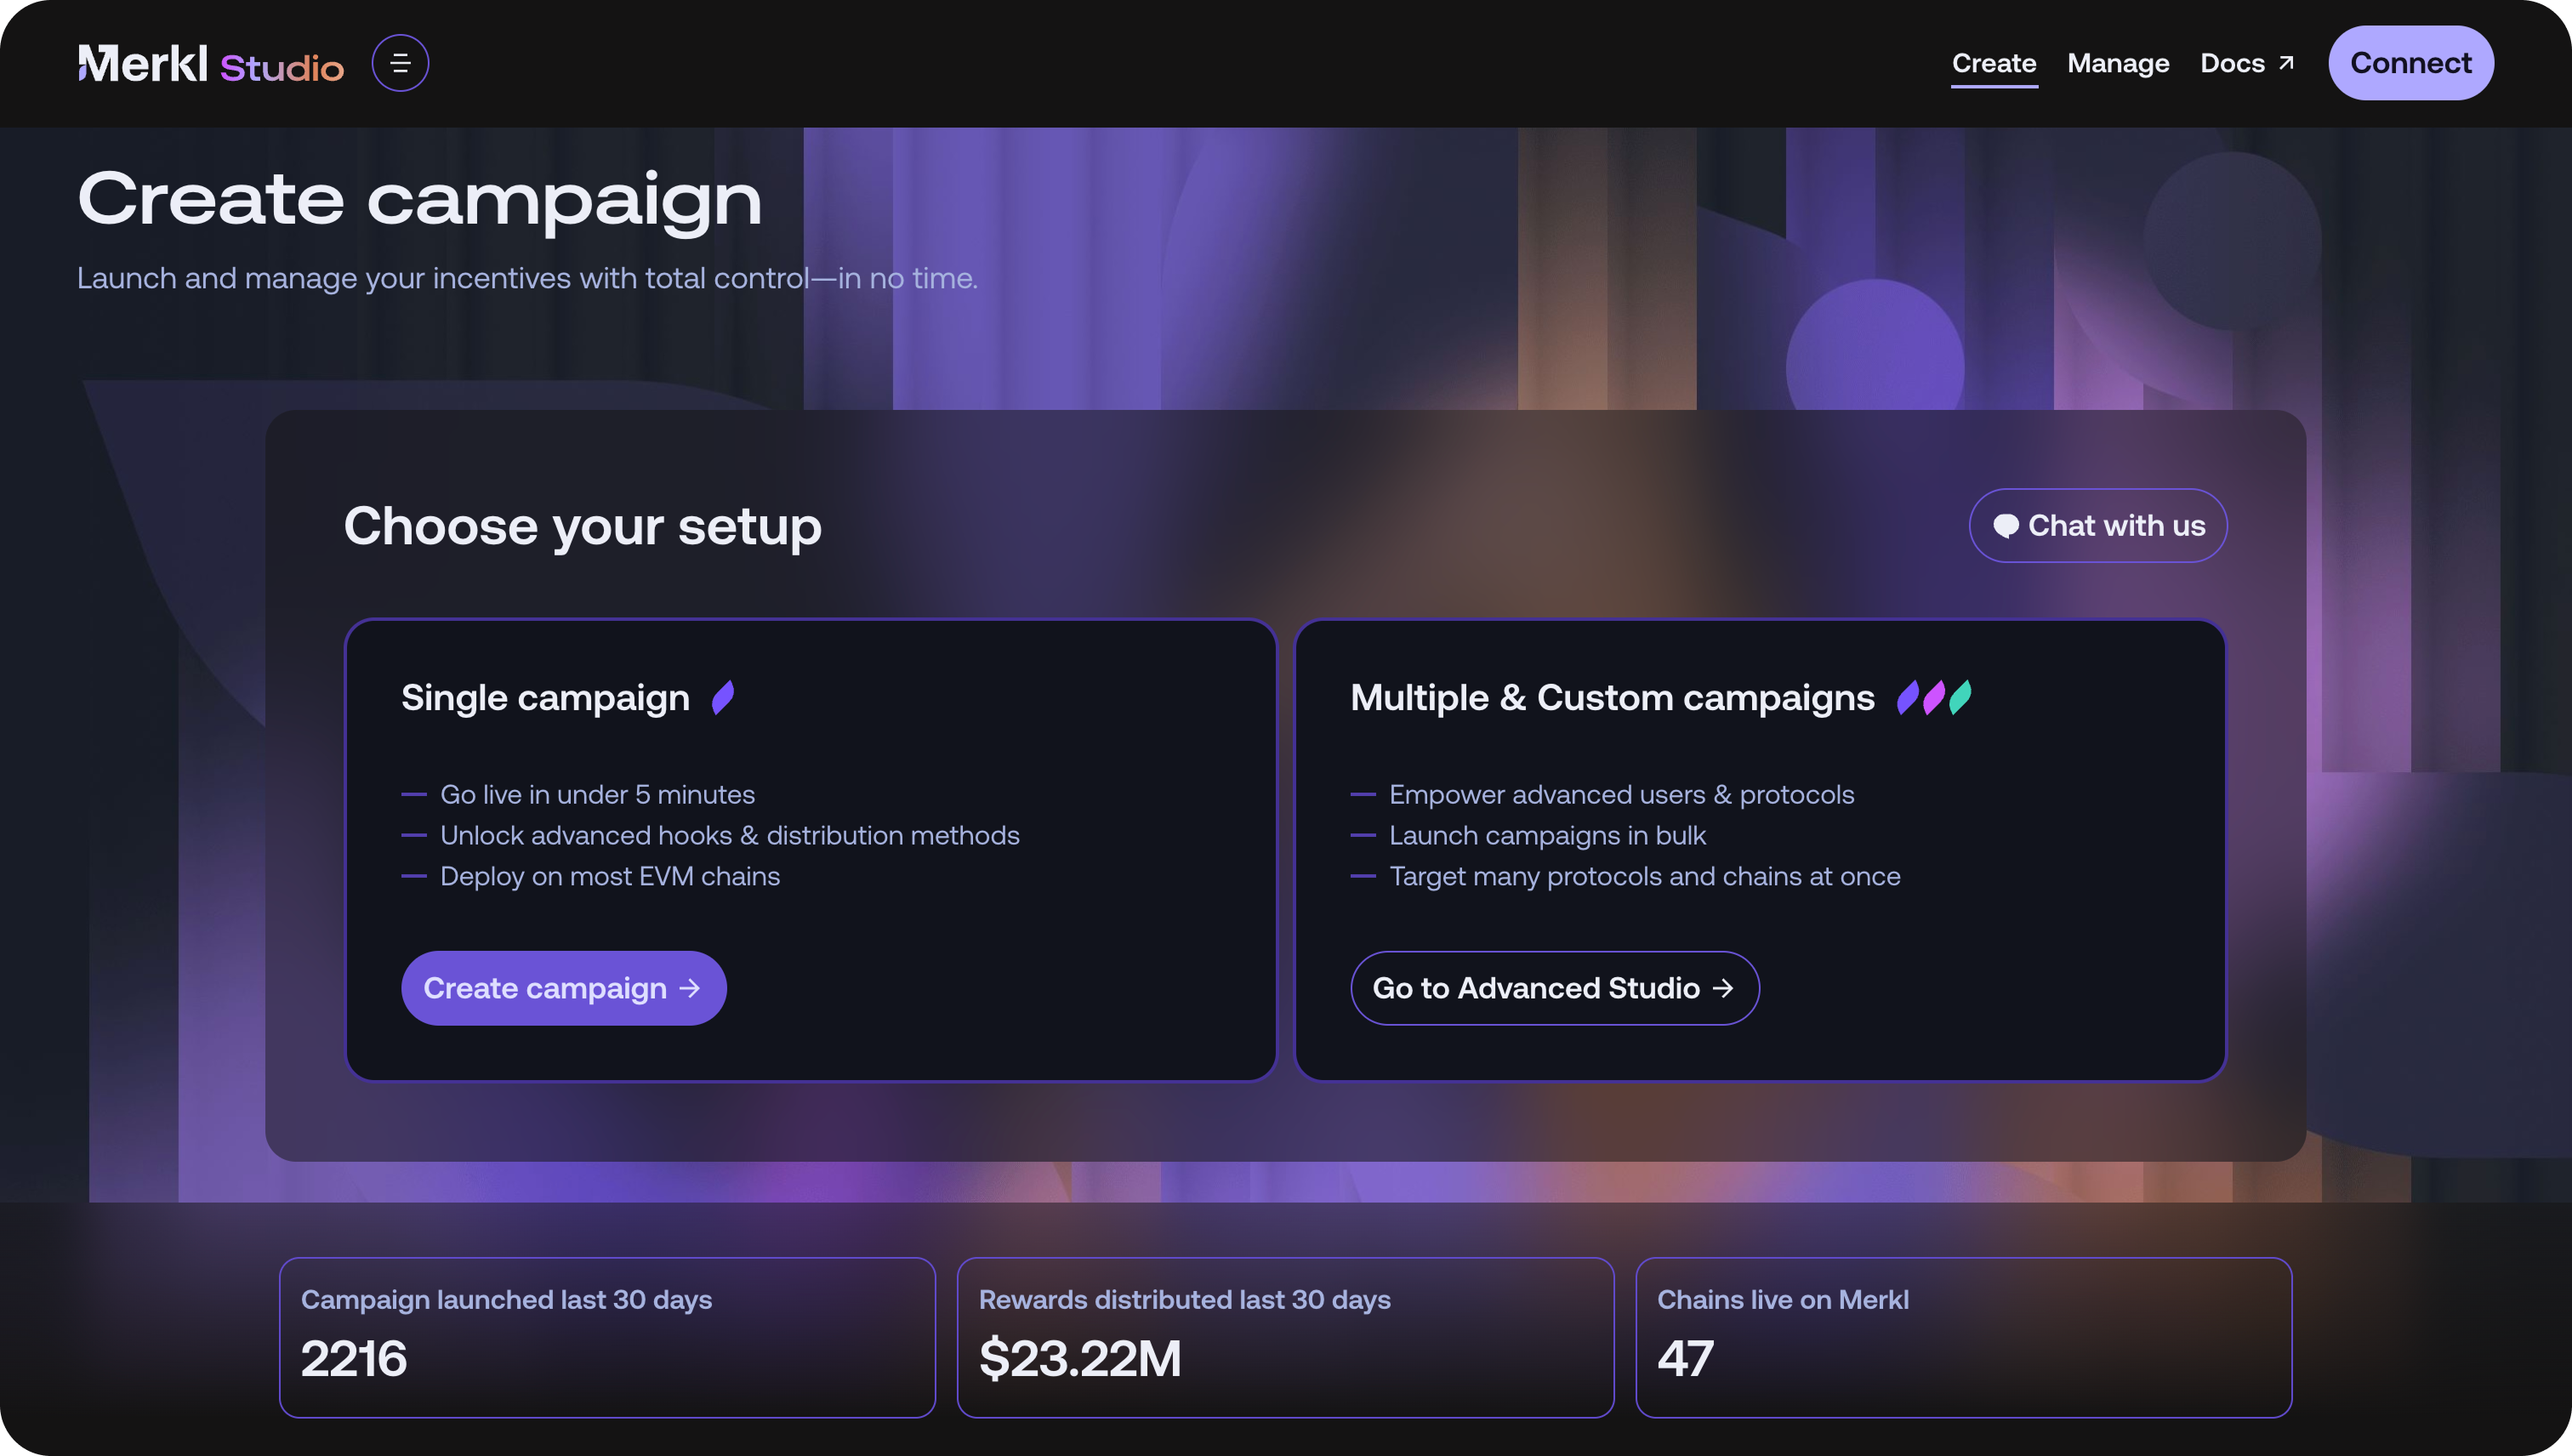 Merkl Studio
Create Manage Docs Connect
Create campaign
Launch and manage your incentives with total control—in no time.
Choose your setup
Chat with us
Single campaign
Go live in under 5 minutes
Unlock advanced hooks & distribution methods
Deploy on most EVM chains
Create campaign
Multiple & Custom campaigns
Empower advanced users & protocols
Launch campaigns in bulk
Target many protocols and chains at once
Go to Advanced Studio
Campaign launched last 30 days
2216
Rewards distributed last 30 days
$23.22M
Chains live on Merkl
47